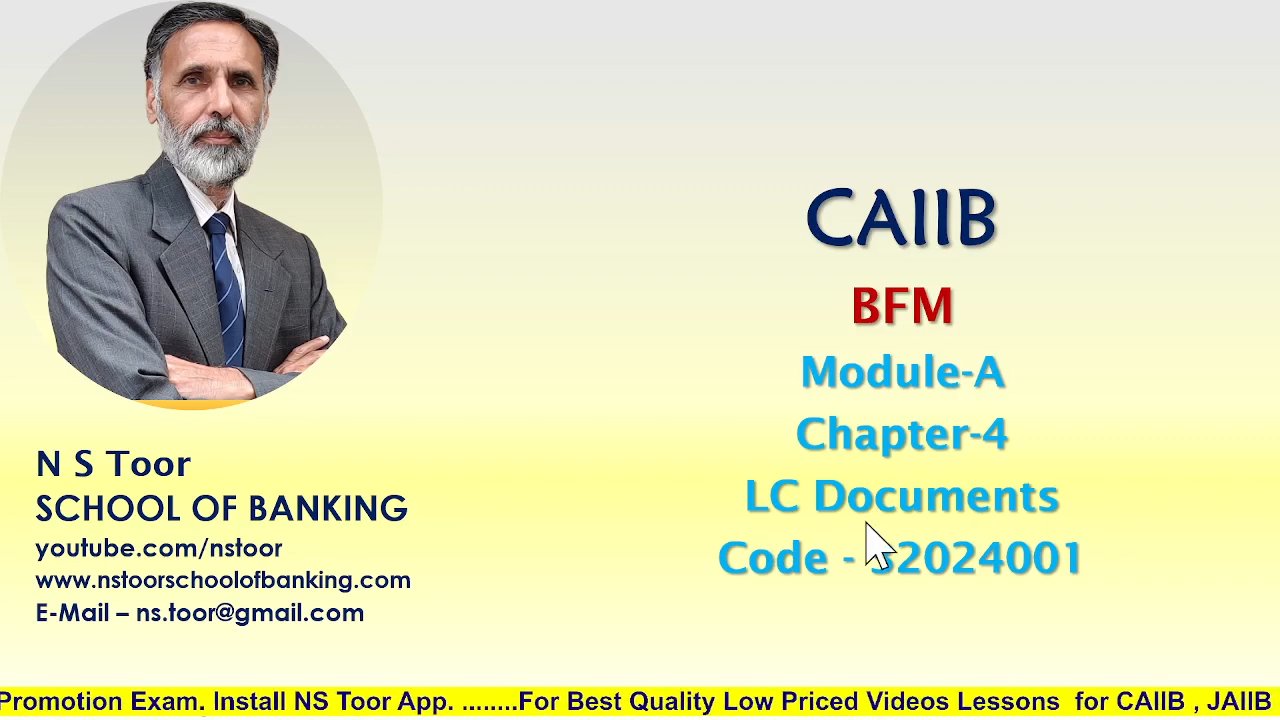 CAIIB
BFM
Module-A
Chapter-4
LC Documents
Code - 2024001
N S Toor
SCHOOL OF BANKING
youtube.com/nstoor
www.nstoorschoolofbanking.com
E-Mail – ns.toor@gmail.com
Promotion Exam. Install NS Toor App. ........For Best Quality Low Priced Videos Lessons for CAIIB , JAIIB